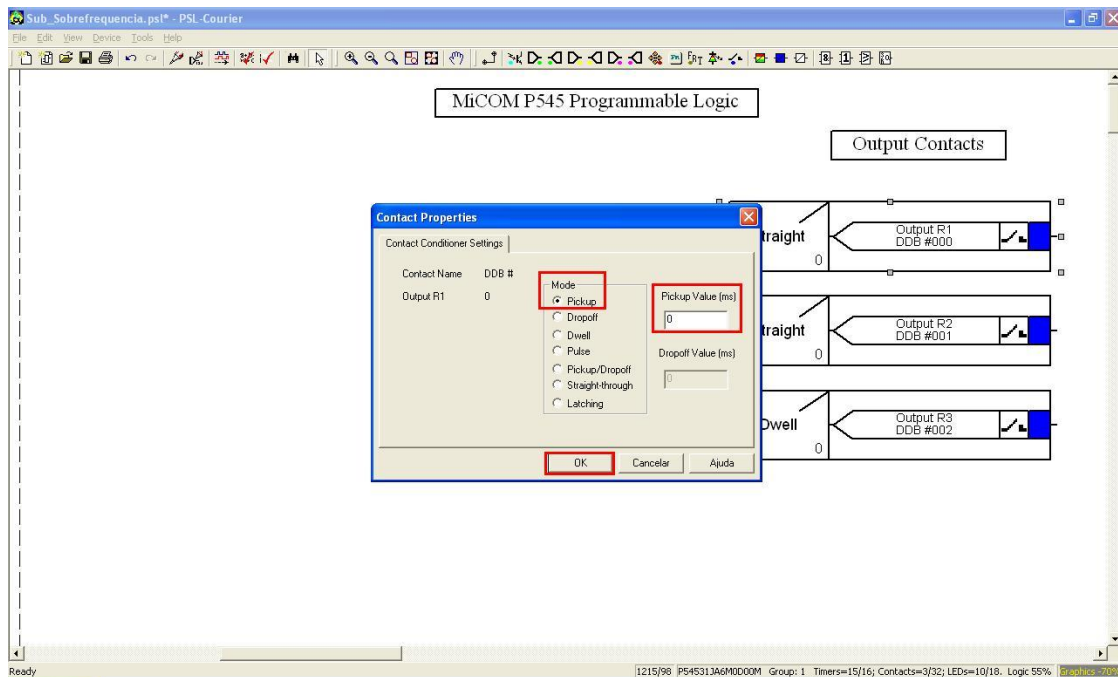 Sub_Sobrefrequencia.psl* - PSL-Courier
File Edit View Device Tools Help
MiCOM P545 Programmable Logic
Output Contacts
Contact Properties
Contact Conditioner Settings
Contact Name DDB #
Output R1 0
Mode
Pickup
Dropoff
Dwell
Pulse
Pickup/Dropoff
Straight-through
Latching
Pickup Value (ms)
0
Dropoff Value (ms)
0
OK Cancelar Ajuda
traight
0
Output R1
DDB #000
traight
0
Output R2
DDB #001
Dwell
0
Output R3
DDB #002
Ready
1215/98 P54531JA6M0D00M Group: 1 Timers=15/16; Contacts=3/32; LEDs=10/18. Logic 55% Graphics -70%